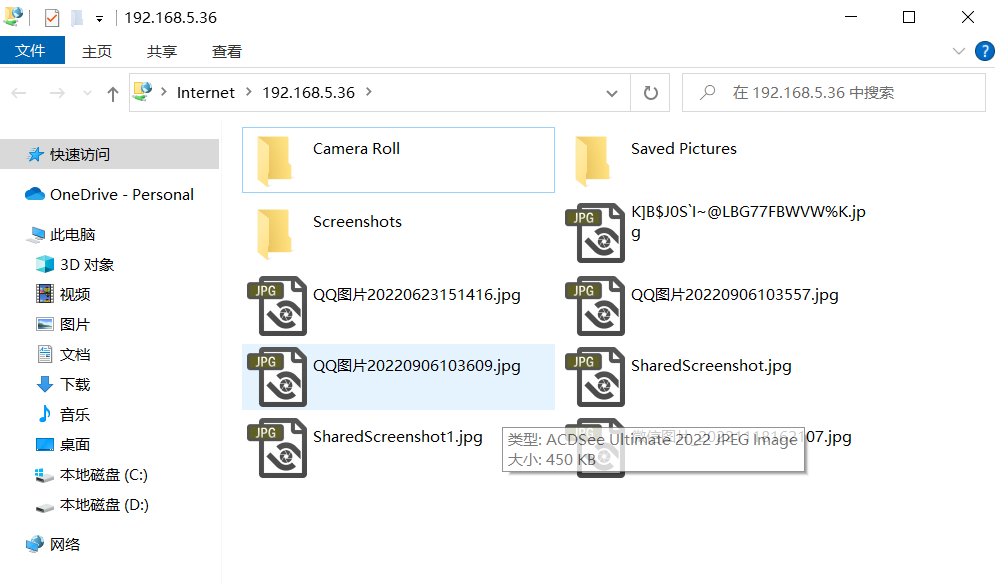 192.168.5.36
文件 主页 共享 查看
Internet 192.168.5.36 在 192.168.5.36 中搜索
快速访问
OneDrive - Personal
此电脑
3D 对象
视频
图片
文档
下载
音乐
桌面
本地磁盘 (C:)
本地磁盘 (D:)
网络
Camera Roll
Saved Pictures
Screenshots
JPG
K]B$J0S`I~@LBG77FBWVW%K.jp
g
JPG
QQ图片20220623151416.jpg
JPG
QQ图片20220906103557.jpg
JPG
QQ图片20220906103609.jpg
JPG
SharedScreenshot.jpg
JPG
SharedScreenshot1.jpg
07.jpg
类型: ACDSee Ultimate 2022 JPEG Image
大小: 450 KB